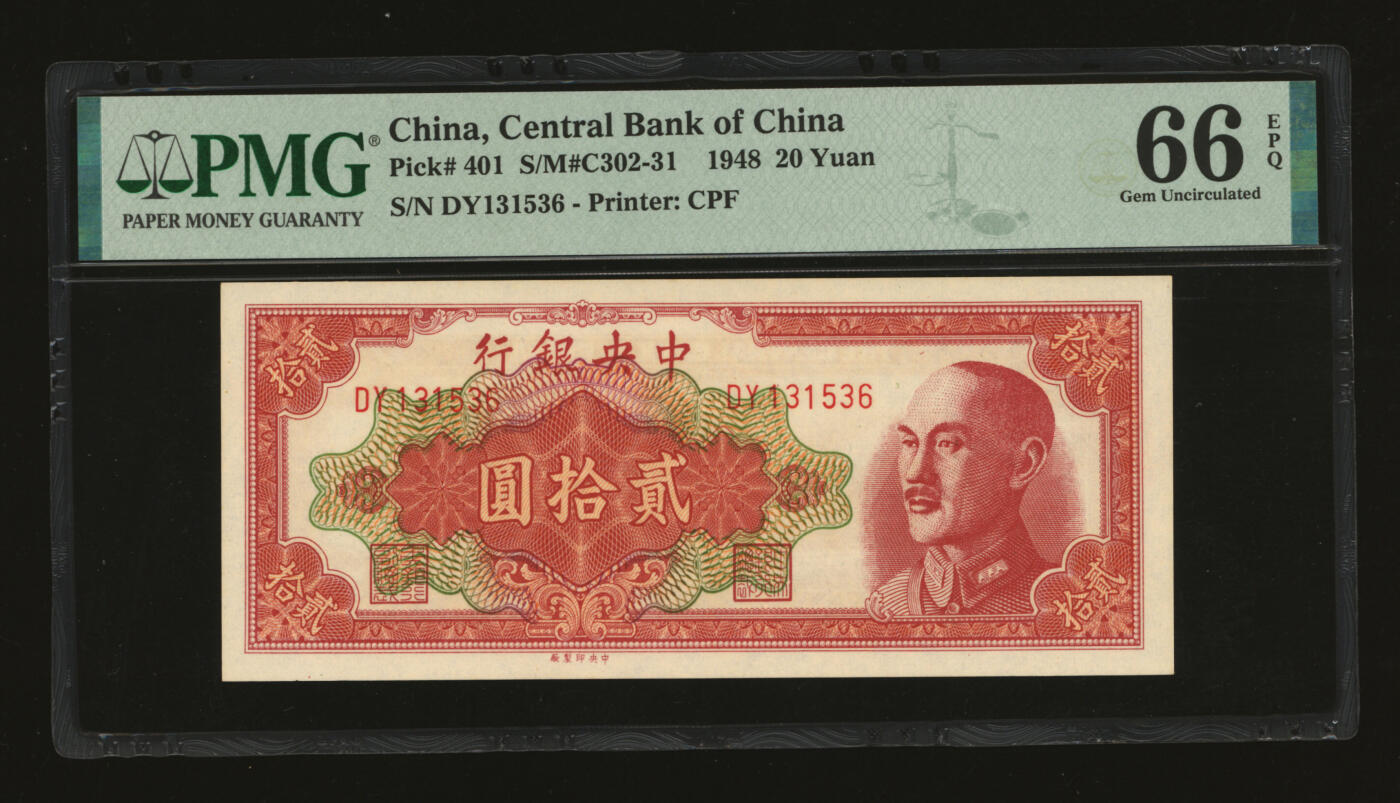 PMG®
PAPER MONEY GUARANTY
China, Central Bank of China
Pick# 401 S/M#C302-31 1948 20 Yuan
S/N DY131536 - Printer: CPF
66
EPQ
Gem Uncirculated
貳拾
貳拾
行銀央中
DY131536
DY131536
圓拾貳
拾貳
拾貳
廠製印央中